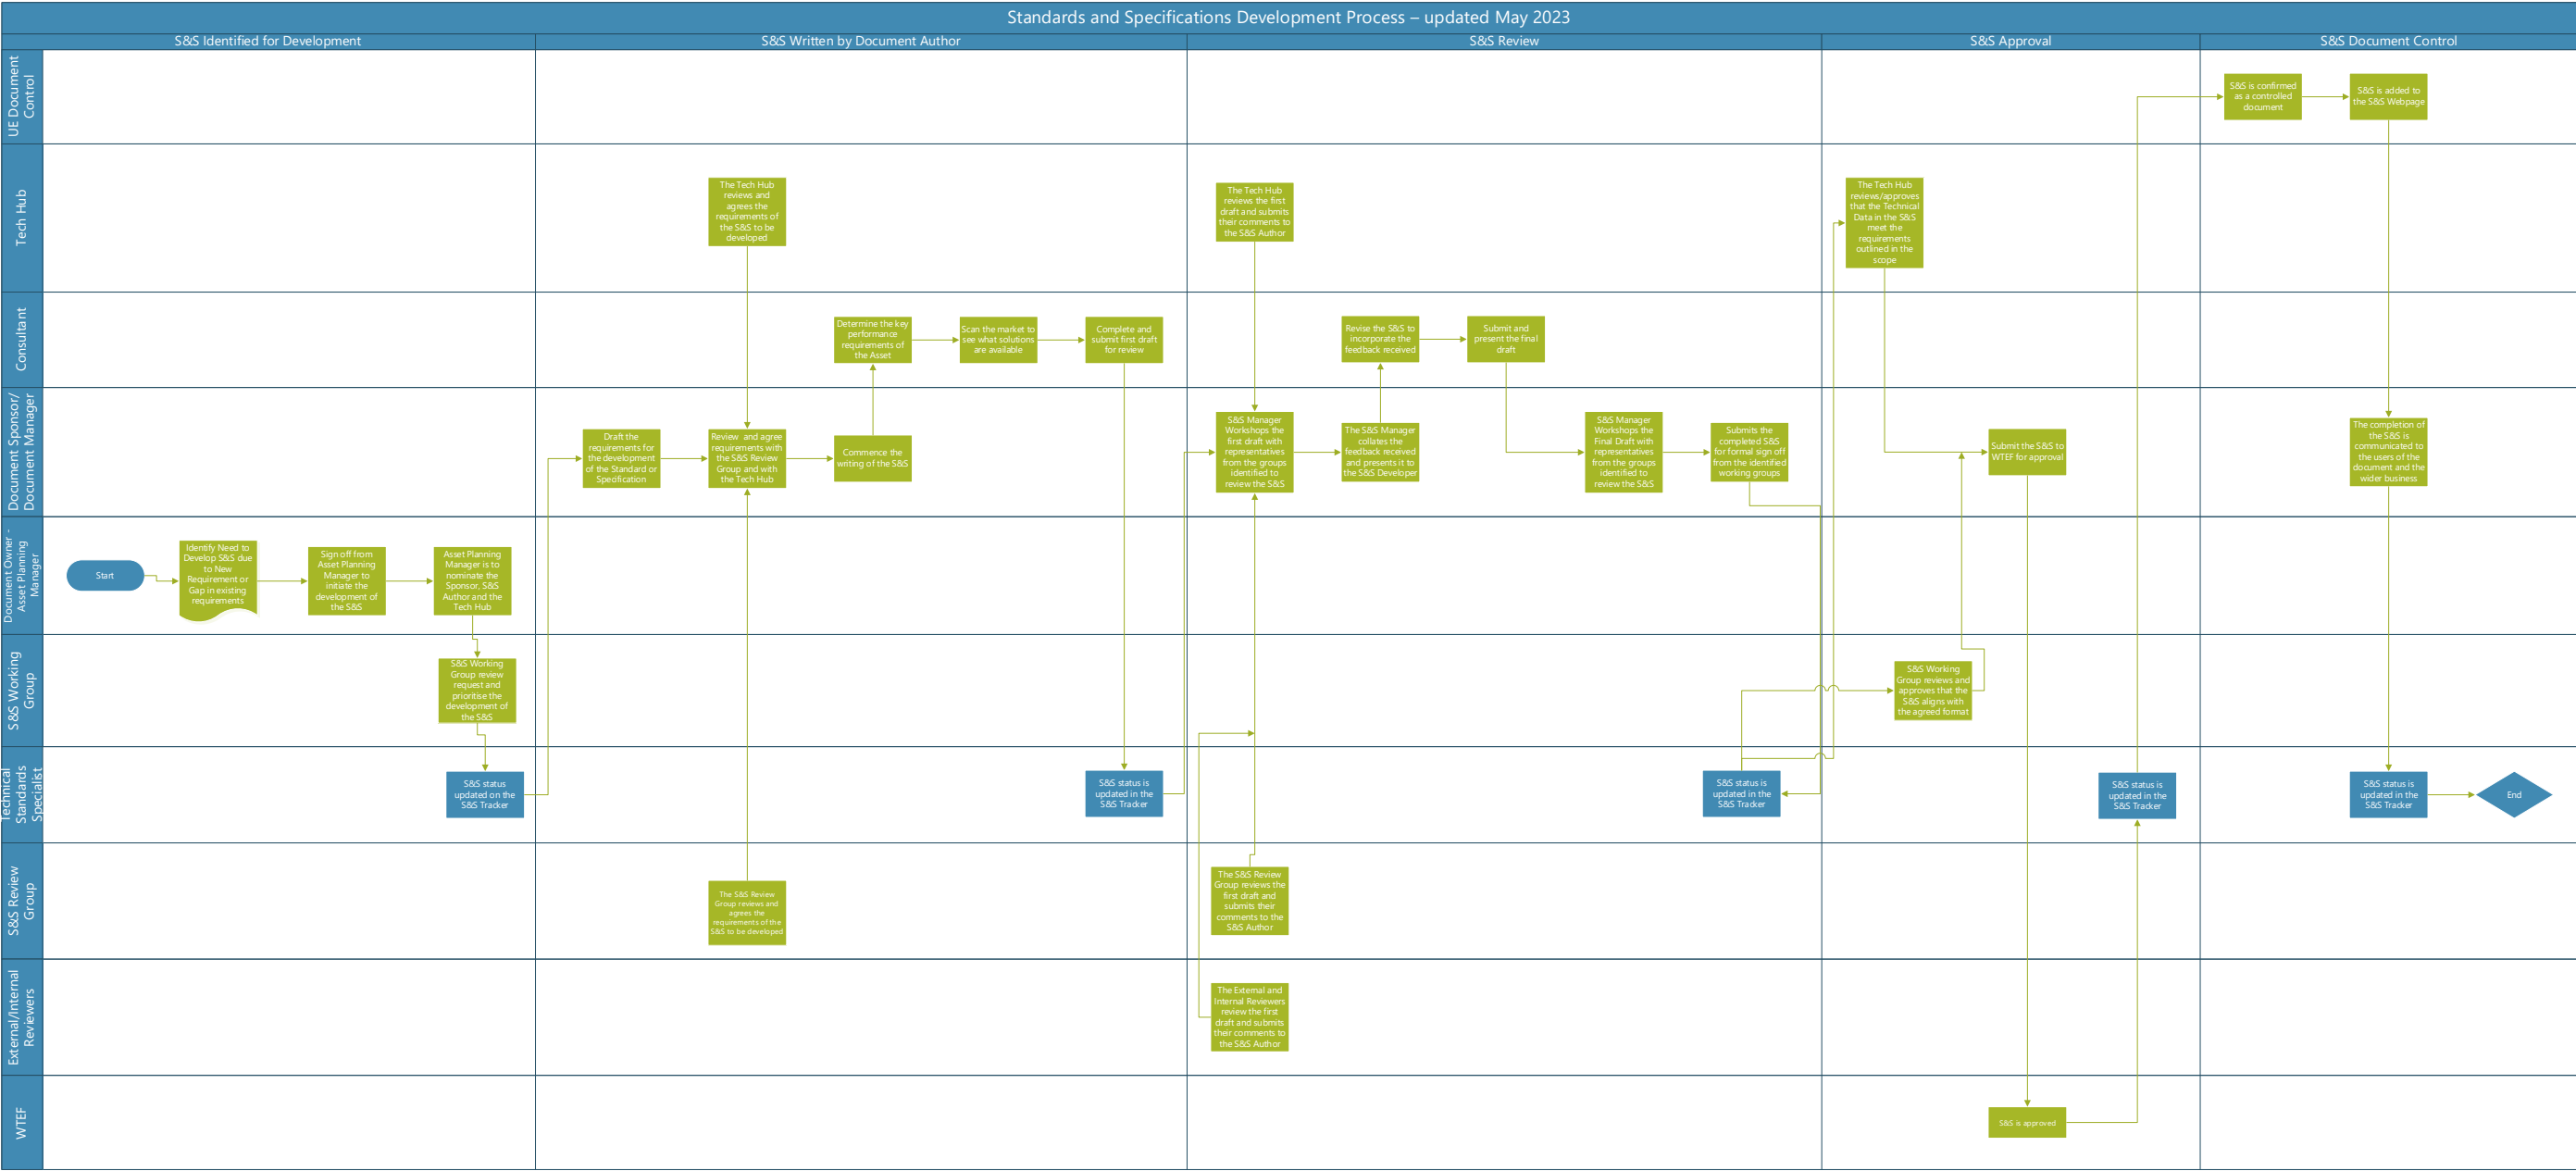 Standards and Specifications Development Process – updated May 2023
S&S Identified for Development
S&S Written by Document Author
S&S Review
S&S Approval
S&S Document Control
UE Document
Control
S&S is confirmed
as a controlled
document
S&S is added to
the S&S Webpage
Tech Hub
The Tech Hub
reviews and
agrees the
requirements of
the S&S to be
developed
The Tech Hub
reviews the first
draft and submits
their comments to
the S&S Author
The Tech Hub
reviews/approves
that the Technical
Data in the S&S
meet the
requirements
outlined in the
scope
Consultant
Determine the key
performance
requirements of
the Asset
Scan the market to
see what solutions
are available
Complete and
submit first draft
for review
Revise the S&S to
incorporate the
feedback received
Submit and
present the final
draft
Document Sponsor/
Document Manager
Draft the
requirements for
the development
of the Standard or
Specification
Review and agree
requirements with
the S&S Review
Group and with
the Tech Hub
Commence the
writing of the S&S
S&S Manager
Workshops the
first draft with
representatives
from the groups
identified to
review the S&S
The S&S Manager
collates the
feedback received
and presents it to
the S&S Developer
S&S Manager
Workshops the
Final Draft with
representatives
from the groups
identified to
review the S&S
Submits the
completed S&S
for formal sign off
from the identified
working groups
Submit the S&S to
WTEF for approval
The completion of
the S&S is
communicated to
the users of the
document and the
wider business
Document Owner -
Asset Planning
Manager
Start
Identify Need to
Develop S&S due
to New
Requirement or
Gap in existing
requirements
Sign off from
Asset Planning
Manager to
initiate the
development of
the S&S
Asset Planning
Manager is to
nominate the
Sponsor, S&S
Author and the
Tech Hub
S&S Working
Group
S&S Working
Group review
request and
prioritise the
development of
the S&S
S&S Working
Group reviews and
approves that the
S&S aligns with
the agreed format
Technical
Standards
Specialist
S&S status
updated on the
S&S Tracker
S&S status is
updated in the
S&S Tracker
S&S status is
updated in the
S&S Tracker
S&S status is
updated in the
S&S Tracker
S&S status is
updated in the
S&S Tracker
End
S&S Review
Group
The S&S Review
Group reviews and
agrees the
requirements of the
S&S to be developed
The S&S Review
Group reviews the
first draft and
submits their
comments to the
S&S Author
External/Internal
Reviewers
The External and
Internal Reviewers
review the first
draft and submits
their comments to
the S&S Author
WTEF
S&S is approved